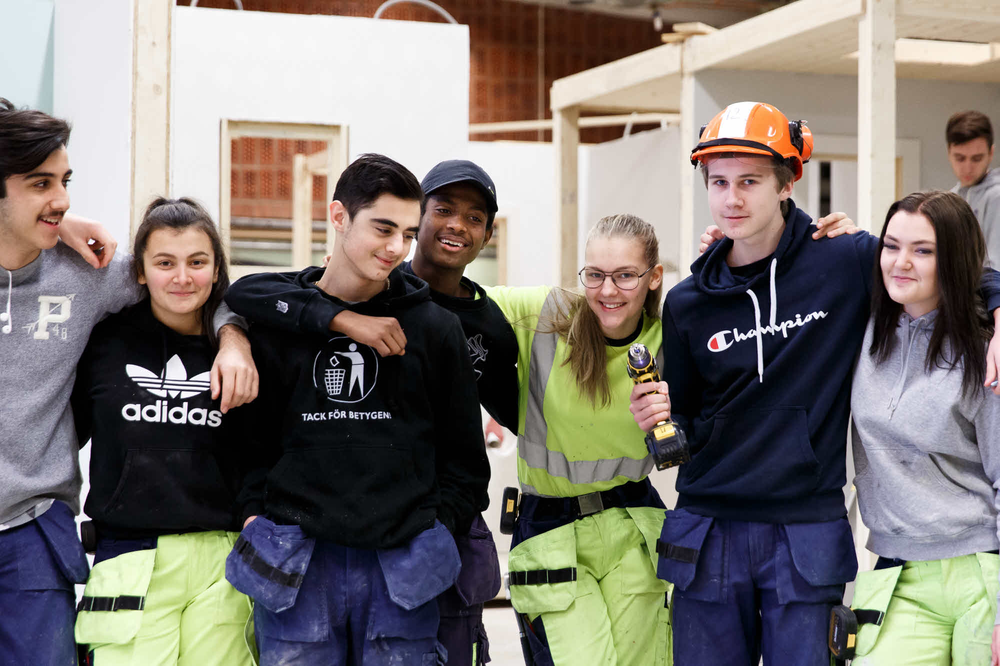 12
P
48
adidas
TACK FÖR BETYGEN!
Champion